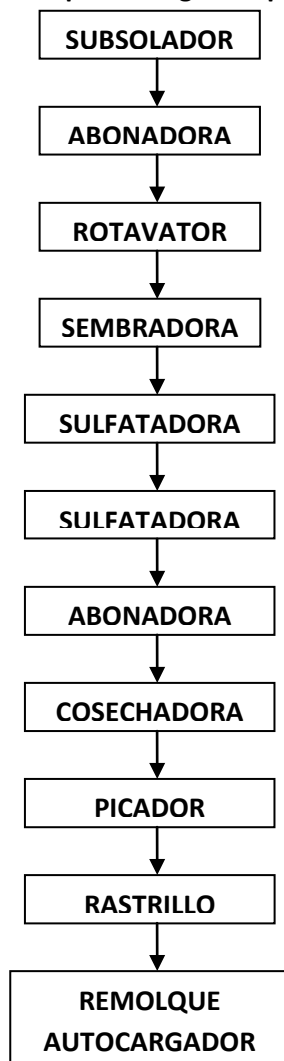 SUBSOLADOR
ABONADORA
ROTAVATOR
SEMBRADORA
SULFATADORA
SULFATADORA
ABONADORA
COSECHADORA
PICADOR
RASTRILLO
REMOLQUE
AUTOCARGADOR